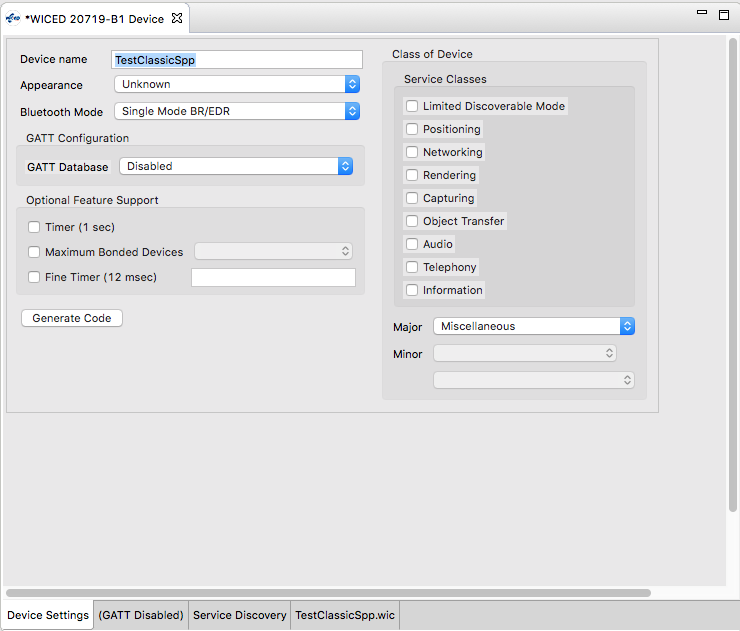 *WICED 20719-B1 Device
Device name TestClassicSpp
Appearance Unknown
Bluetooth Mode Single Mode BR/EDR
GATT Configuration
GATT Database Disabled
Optional Feature Support
Timer (1 sec)
Maximum Bonded Devices
Fine Timer (12 msec)
Generate Code
Class of Device
Service Classes
Limited Discoverable Mode
Positioning
Networking
Rendering
Capturing
Object Transfer
Audio
Telephony
Information
Major Miscellaneous
Minor
Device Settings (GATT Disabled) Service Discovery TestClassicSpp.wic